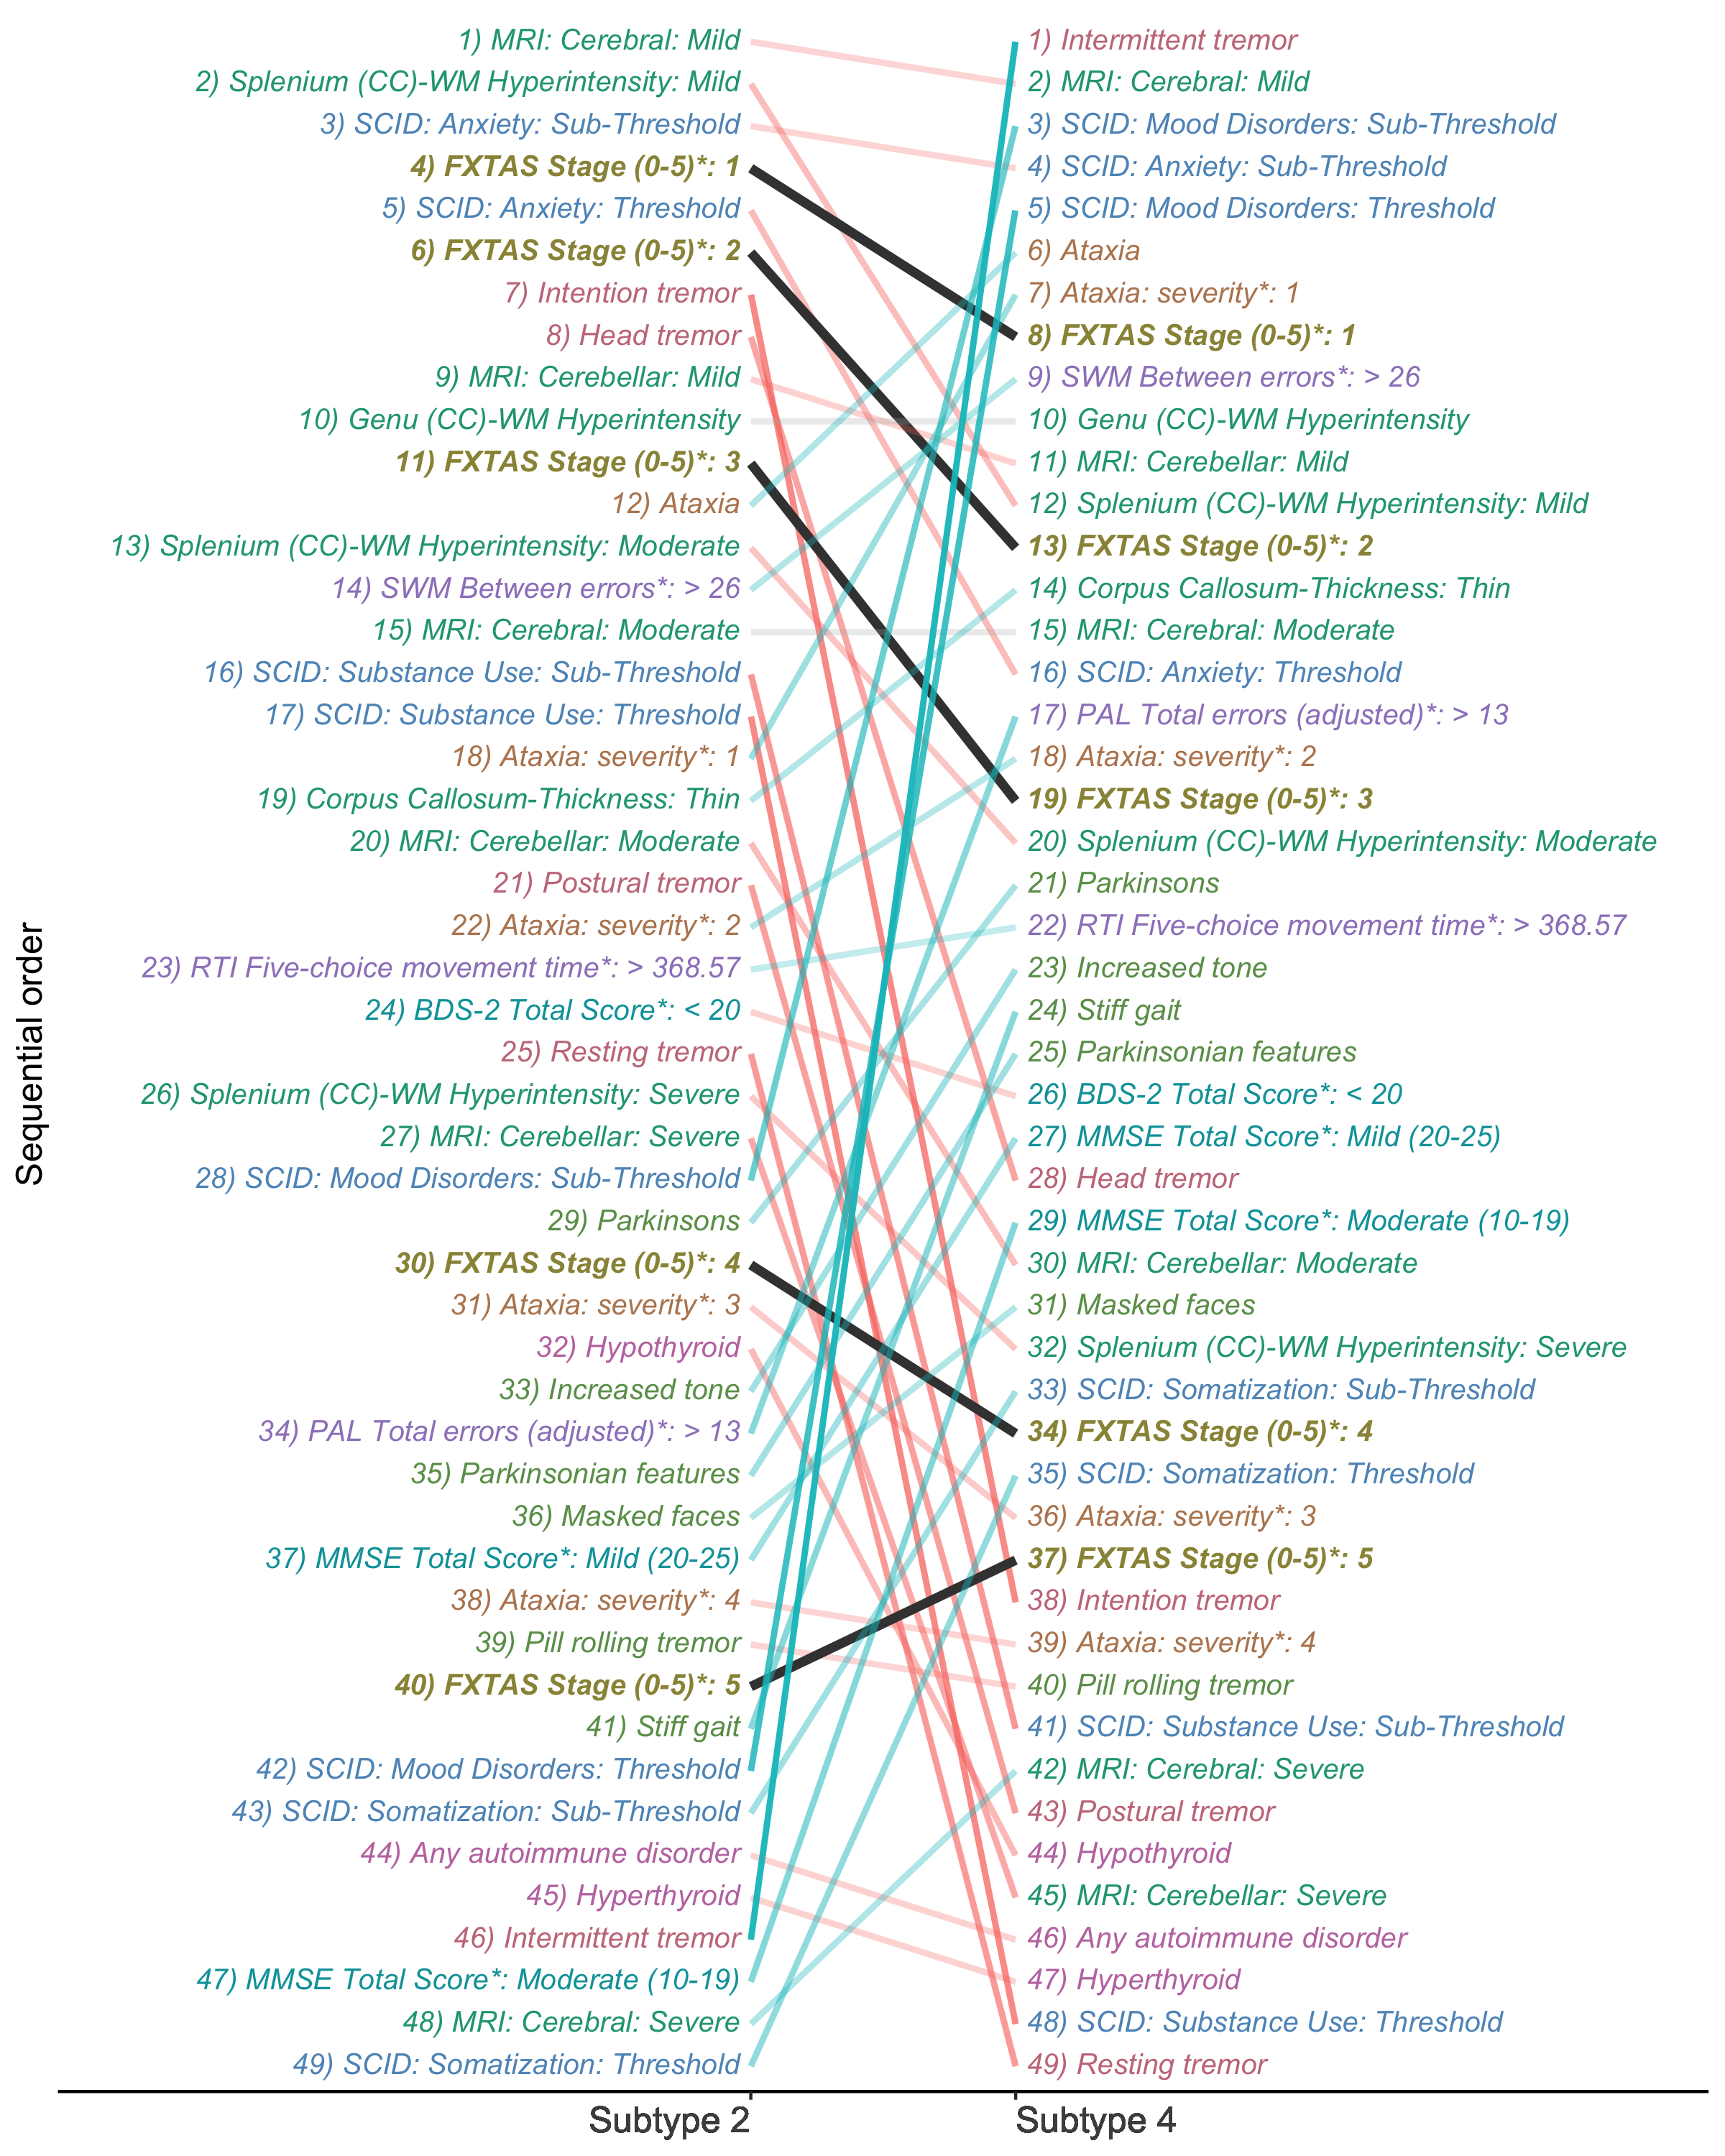 Sequential order
1) MRI: Cerebral: Mild
2) Splenium (CC)-WM Hyperintensity: Mild
3) SCID: Anxiety: Sub-Threshold
4) FXTAS Stage (0-5)*: 1
5) SCID: Anxiety: Threshold
6) FXTAS Stage (0-5)*: 2
7) Intention tremor
8) Head tremor
9) MRI: Cerebellar: Mild
10) Genu (CC)-WM Hyperintensity
11) FXTAS Stage (0-5)*: 3
12) Ataxia
13) Splenium (CC)-WM Hyperintensity: Moderate
14) SWM Between errors*: > 26
15) MRI: Cerebral: Moderate
16) SCID: Substance Use: Sub-Threshold
17) SCID: Substance Use: Threshold
18) Ataxia: severity*: 1
19) Corpus Callosum-Thickness: Thin
20) MRI: Cerebellar: Moderate
21) Postural tremor
22) Ataxia: severity*: 2
23) RTI Five-choice movement time*: > 368.57
24) BDS-2 Total Score*: < 20
25) Resting tremor
26) Splenium (CC)-WM Hyperintensity: Severe
27) MRI: Cerebellar: Severe
28) SCID: Mood Disorders: Sub-Threshold
29) Parkinsons
30) FXTAS Stage (0-5)*: 4
31) Ataxia: severity*: 3
32) Hypothyroid
33) Increased tone
34) PAL Total errors (adjusted)*: > 13
35) Parkinsonian features
36) Masked faces
37) MMSE Total Score*: Mild (20-25)
38) Ataxia: severity*: 4
39) Pill rolling tremor
40) FXTAS Stage (0-5)*: 5
41) Stiff gait
42) SCID: Mood Disorders: Threshold
43) SCID: Somatization: Sub-Threshold
44) Any autoimmune disorder
45) Hyperthyroid
46) Intermittent tremor
47) MMSE Total Score*: Moderate (10-19)
48) MRI: Cerebral: Severe
49) SCID: Somatization: Threshold
1) Intermittent tremor
2) MRI: Cerebral: Mild
3) SCID: Mood Disorders: Sub-Threshold
4) SCID: Anxiety: Sub-Threshold
5) SCID: Mood Disorders: Threshold
6) Ataxia
7) Ataxia: severity*: 1
8) FXTAS Stage (0-5)*: 1
9) SWM Between errors*: > 26
10) Genu (CC)-WM Hyperintensity
11) MRI: Cerebellar: Mild
12) Splenium (CC)-WM Hyperintensity: Mild
13) FXTAS Stage (0-5)*: 2
14) Corpus Callosum-Thickness: Thin
15) MRI: Cerebral: Moderate
16) SCID: Anxiety: Threshold
17) PAL Total errors (adjusted)*: > 13
18) Ataxia: severity*: 2
19) FXTAS Stage (0-5)*: 3
20) Splenium (CC)-WM Hyperintensity: Moderate
21) Parkinsons
22) RTI Five-choice movement time*: > 368.57
23) Increased tone
24) Stiff gait
25) Parkinsonian features
26) BDS-2 Total Score*: < 20
27) MMSE Total Score*: Mild (20-25)
28) Head tremor
29) MMSE Total Score*: Moderate (10-19)
30) MRI: Cerebellar: Moderate
31) Masked faces
32) Splenium (CC)-WM Hyperintensity: Severe
33) SCID: Somatization: Sub-Threshold
34) FXTAS Stage (0-5)*: 4
35) SCID: Somatization: Threshold
36) Ataxia: severity*: 3
37) FXTAS Stage (0-5)*: 5
38) Intention tremor
39) Ataxia: severity*: 4
40) Pill rolling tremor
41) SCID: Substance Use: Sub-Threshold
42) MRI: Cerebral: Severe
43) Postural tremor
44) Hypothyroid
45) MRI: Cerebellar: Severe
46) Any autoimmune disorder
47) Hyperthyroid
48) SCID: Substance Use: Threshold
49) Resting tremor
Subtype 2
Subtype 4